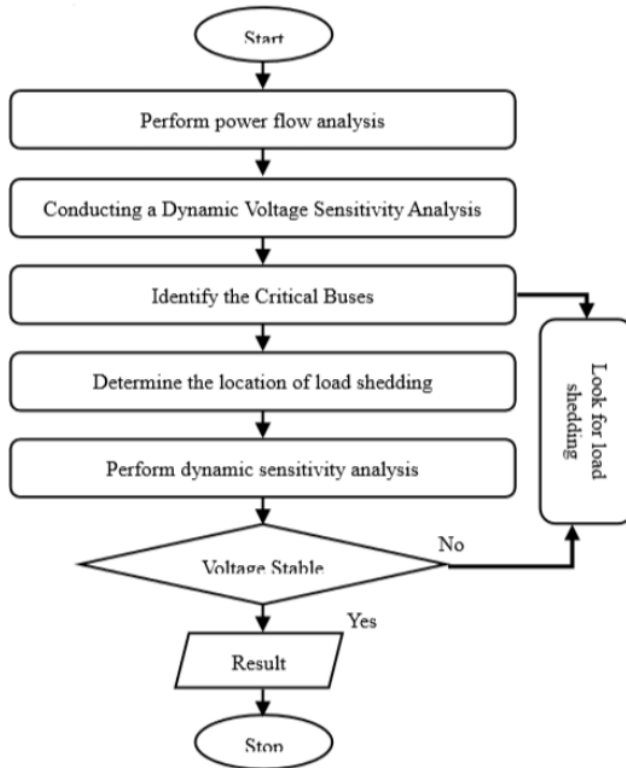 Start
Perform power flow analysis
Conducting a Dynamic Voltage Sensitivity Analysis
Identify the Critical Buses
Look for load
shedding
Determine the location of load shedding
Perform dynamic sensitivity analysis
Voltage Stable
No
Yes
Result
Stop